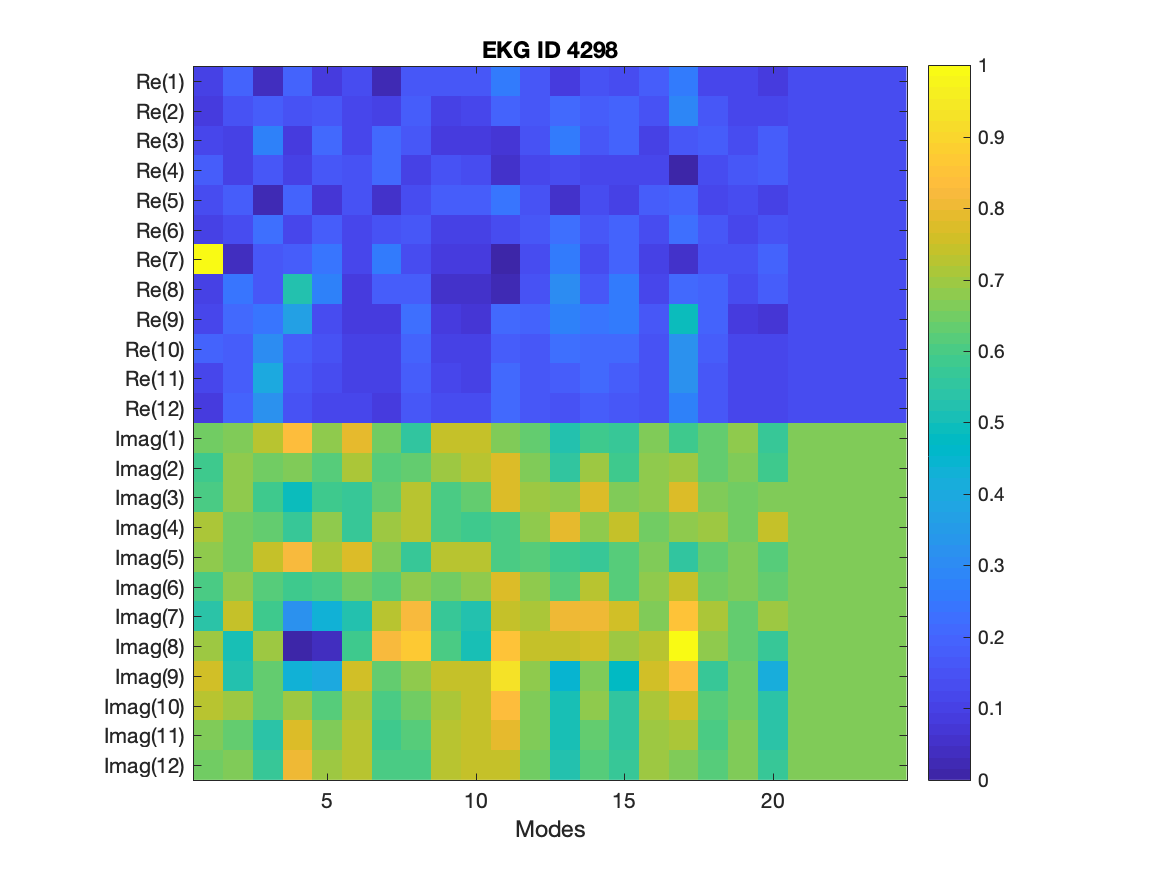 EKG ID 4298
Re(1)
Re(2)
Re(3)
Re(4)
Re(5)
Re(6)
Re(7)
Re(8)
Re(9)
Re(10)
Re(11)
Re(12)
Imag(1)
Imag(2)
Imag(3)
Imag(4)
Imag(5)
Imag(6)
Imag(7)
Imag(8)
Imag(9)
Imag(10)
Imag(11)
Imag(12)
5 10 15 20
Modes
1
0.9
0.8
0.7
0.6
0.5
0.4
0.3
0.2
0.1
0